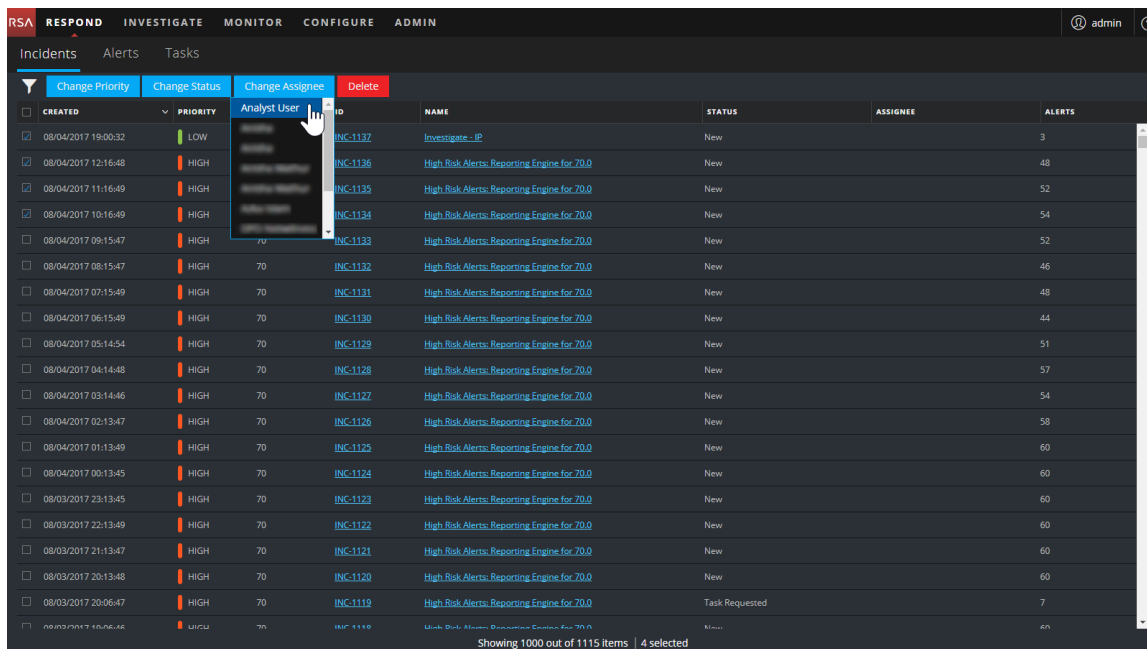 RSA RESPOND INVESTIGATE MONITOR CONFIGURE ADMIN admin
Incidents Alerts Tasks
Change Priority Change Status Change Assignee Delete
CREATED PRIORITY ID NAME STATUS ASSIGNEE ALERTS
Analyst User
08/04/2017 19:00:32 LOW INC-1137 Investigate - IP New 3
08/04/2017 12:16:48 HIGH INC-1136 High Risk Alerts: Reporting Engine for 70.0 New 48
08/04/2017 11:16:49 HIGH INC-1135 High Risk Alerts: Reporting Engine for 70.0 New 52
08/04/2017 10:16:49 HIGH INC-1134 High Risk Alerts: Reporting Engine for 70.0 New 54
08/04/2017 09:15:47 HIGH 70 INC-1133 High Risk Alerts: Reporting Engine for 70.0 New 52
08/04/2017 08:15:47 HIGH 70 INC-1132 High Risk Alerts: Reporting Engine for 70.0 New 46
08/04/2017 07:15:49 HIGH 70 INC-1131 High Risk Alerts: Reporting Engine for 70.0 New 48
08/04/2017 06:15:49 HIGH 70 INC-1130 High Risk Alerts: Reporting Engine for 70.0 New 44
08/04/2017 05:14:54 HIGH 70 INC-1129 High Risk Alerts: Reporting Engine for 70.0 New 51
08/04/2017 04:14:48 HIGH 70 INC-1128 High Risk Alerts: Reporting Engine for 70.0 New 57
08/04/2017 03:14:46 HIGH 70 INC-1127 High Risk Alerts: Reporting Engine for 70.0 New 54
08/04/2017 02:13:47 HIGH 70 INC-1126 High Risk Alerts: Reporting Engine for 70.0 New 58
08/04/2017 01:13:49 HIGH 70 INC-1125 High Risk Alerts: Reporting Engine for 70.0 New 60
08/04/2017 00:13:45 HIGH 70 INC-1124 High Risk Alerts: Reporting Engine for 70.0 New 60
08/03/2017 23:13:45 HIGH 70 INC-1123 High Risk Alerts: Reporting Engine for 70.0 New 60
08/03/2017 22:13:49 HIGH 70 INC-1122 High Risk Alerts: Reporting Engine for 70.0 New 60
08/03/2017 21:13:47 HIGH 70 INC-1121 High Risk Alerts: Reporting Engine for 70.0 New 60
08/03/2017 20:13:48 HIGH 70 INC-1120 High Risk Alerts: Reporting Engine for 70.0 New 60
08/03/2017 20:06:47 HIGH 70 INC-1119 High Risk Alerts: Reporting Engine for 70.0 Task Requested 7
08/03/2017 19:06:46 HIGH 70 INC-1118 High Risk Alerts: Reporting Engine for 70.0 New 60
Showing 1000 out of 1115 items | 4 selected